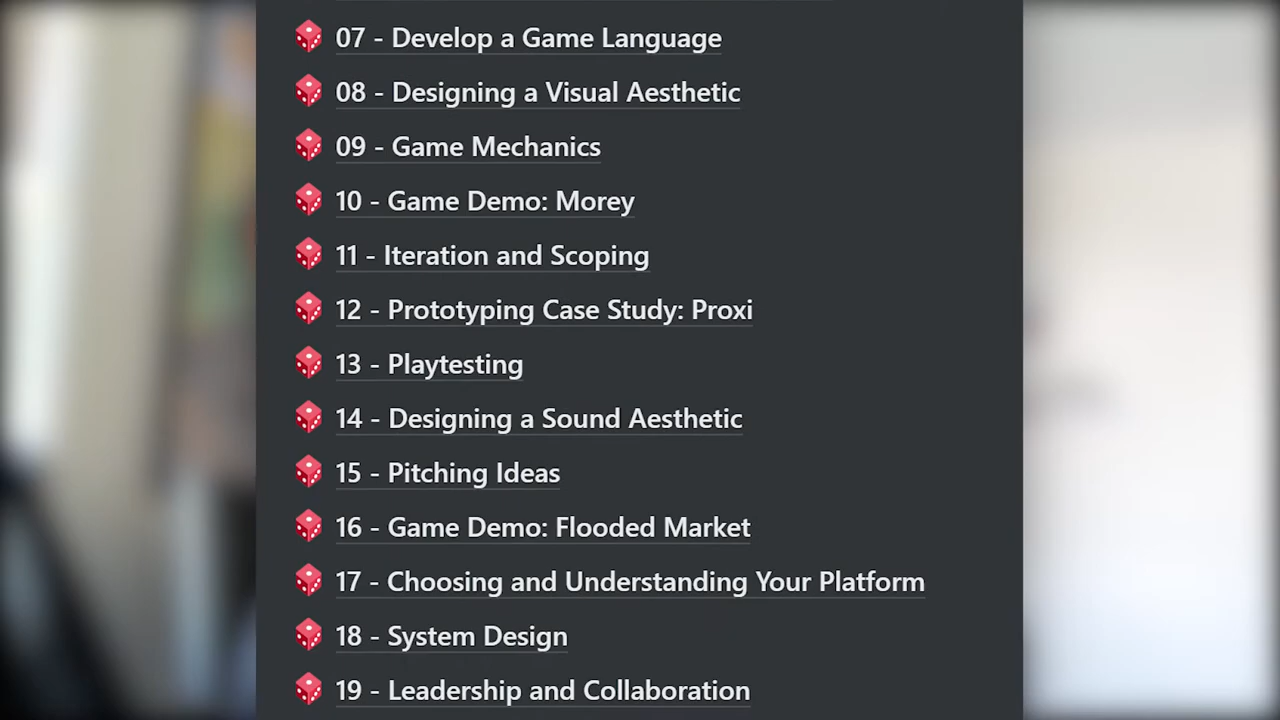 07 - Develop a Game Language
08 - Designing a Visual Aesthetic
09 - Game Mechanics
10 - Game Demo: Morey
11 - Iteration and Scoping
12 - Prototyping Case Study: Proxi
13 - Playtesting
14 - Designing a Sound Aesthetic
15 - Pitching Ideas
16 - Game Demo: Flooded Market
17 - Choosing and Understanding Your Platform
18 - System Design
19 - Leadership and Collaboration